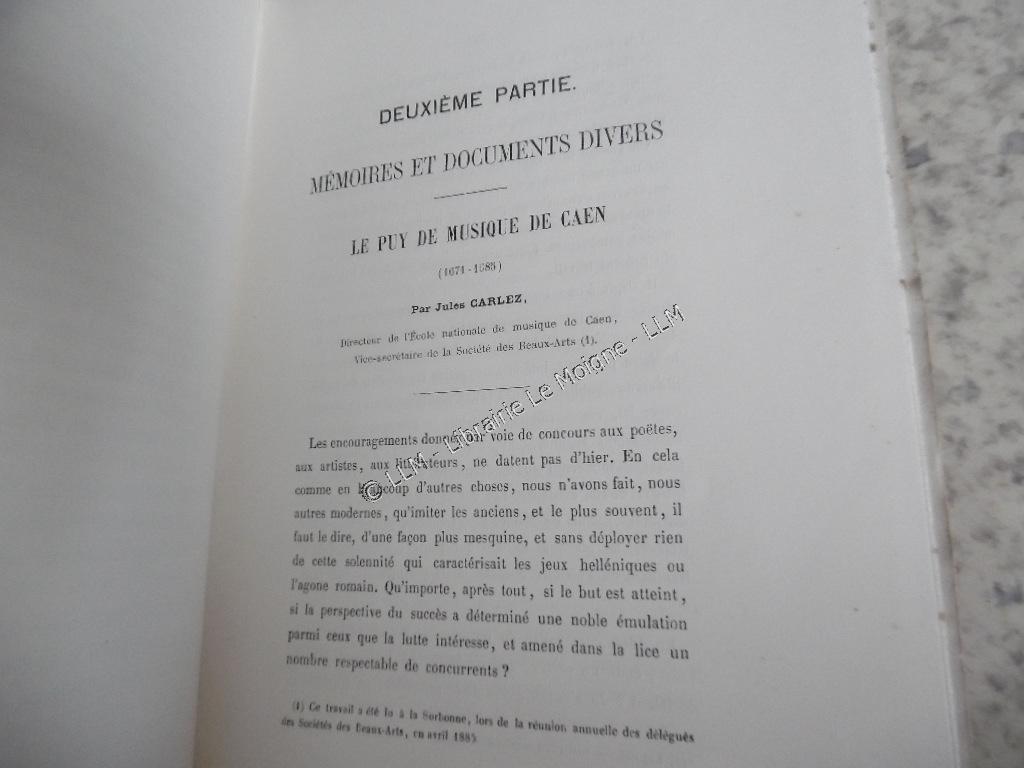 DEUXIÈME PARTIE.
MÉMOIRES ET DOCUMENTS DIVERS
LE PUY DE MUSIQUE DE CAEN
(1671-1685)
Par Jules CARLEZ,
Directeur de l'École nationale de musique de Caen,
Vice-secrétaire de la Société des Beaux-Arts (1).
Les encouragements donnés par voie de concours aux poëtes,
aux artistes, aux littérateurs, ne datent pas d'hier. En cela
comme en beaucoup d'autres choses, nous n'avons fait, nous
autres modernes, qu'imiter les anciens, et le plus souvent, il
faut le dire, d'une façon plus mesquine, et sans déployer rien
de cette solennité qui caractérisait les jeux helléniques ou
l'agone romain. Qu'importe, après tout, si le but est atteint,
si la perspective du succès a déterminé une noble émulation
parmi ceux que la lutte intéresse, et amené dans la lice un
nombre respectable de concurrents ?
(1) Ce travail a été lu à la Sorbonne, lors de la réunion annuelle des délégués
des Sociétés des Beaux-Arts, en avril 1885
© LLM - Librairie Le Moigne - LLM